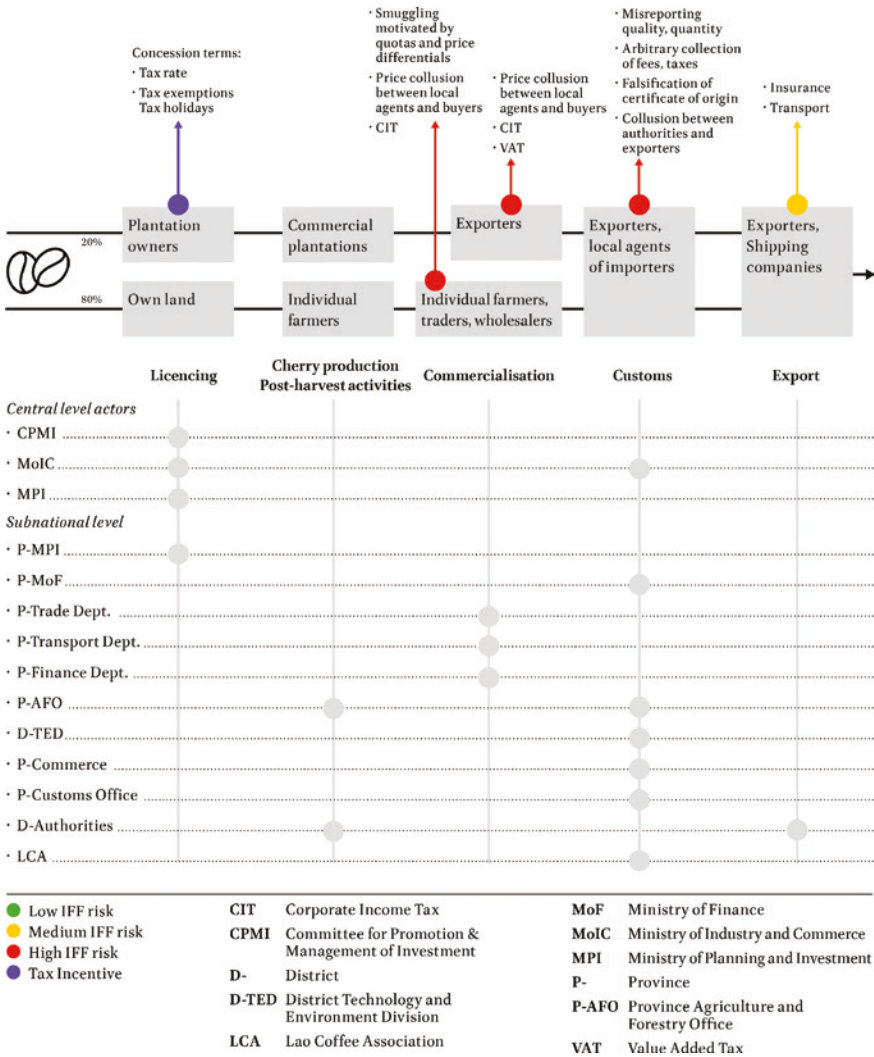 Concession terms:
· Tax rate
· Tax exemptions
Tax holidays
· Smuggling
motivated by
quotas and price
differentials
· Price collusion
between local
agents and buyers
· CIT
· Price collusion
between local
agents and buyers
· CIT
· VAT
· Misreporting
quality, quantity
· Arbitrary collection
of fees, taxes
· Falsification of
certificate of origin
· Collusion between
authorities and
exporters
· Insurance
· Transport
20%
Plantation
owners
Commercial
plantations
Exporters
Exporters,
local agents
of importers
Exporters,
Shipping
companies
80%
Own land
Individual
farmers
Individual farmers,
traders, wholesalers
Licencing
Cherry production
Post-harvest activities
Commercialisation
Customs
Export
Central level actors
· CPMI
· MoIC
· MPI
Subnational level
· P-MPI
· P-MoF
· P-Trade Dept.
· P-Transport Dept.
· P-Finance Dept.
· P-AFO
· D-TED
· P-Commerce
· P-Customs Office
· D-Authorities
· LCA
Low IFF risk
Medium IFF risk
High IFF risk
Tax Incentive
CIT Corporate Income Tax
CPMI Committee for Promotion &
Management of Investment
D- District
D-TED District Technology and
Environment Division
LCA Lao Coffee Association
MoF Ministry of Finance
MoIC Ministry of Industry and Commerce
MPI Ministry of Planning and Investment
P- Province
P-AFO Province Agriculture and
Forestry Office
VAT Value Added Tax